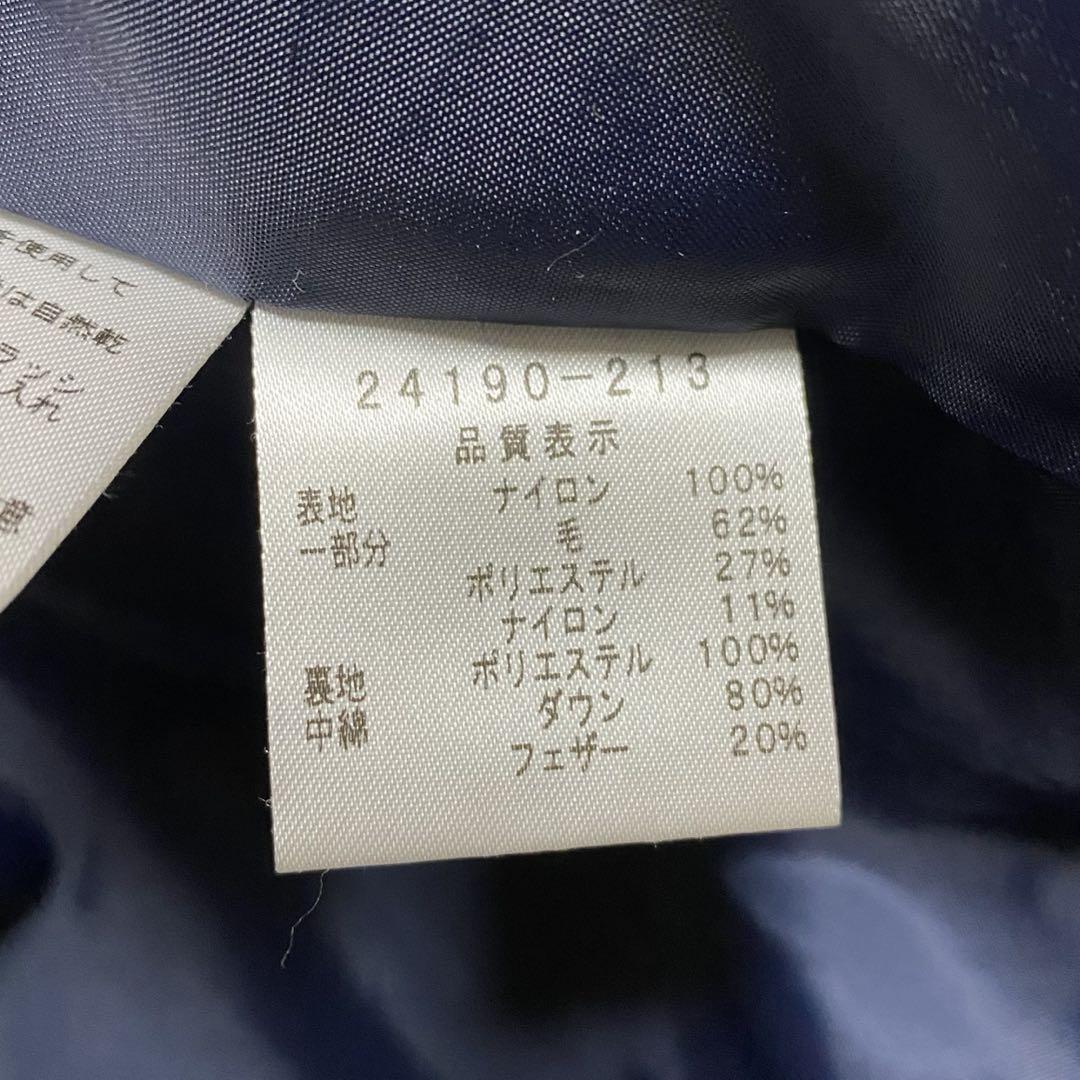 を使用して
は自然乾
ラッシ
入れ
意
24190-213
品質表示
表地 ナイロン 100%
一部分 毛 62%
ポリエステル 27%
ナイロン 11%
裏地 ポリエステル 100%
中綿 ダウン 80%
フェザー 20%